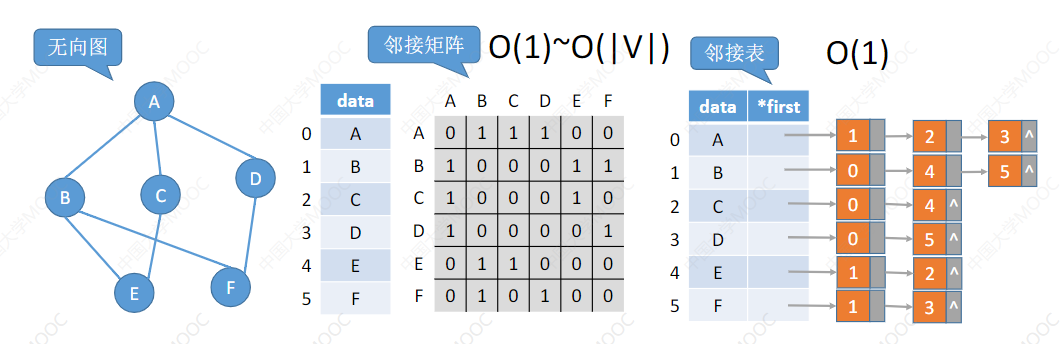 无向图
A
B
C
D
E
F
邻接矩阵
O(1)~O(|V|)
data
0 A
1 B
2 C
3 D
4 E
5 F
A B C D E F
A 0 1 1 1 0 0
B 1 0 0 0 1 1
C 1 0 0 0 1 0
D 1 0 0 0 0 1
E 0 1 1 0 0 0
F 0 1 0 1 0 0
邻接表
O(1)
data *first
0 A 1 2 3 ^
1 B 0 4 5 ^
2 C 0 4 ^
3 D 0 5 ^
4 E 1 2 ^
5 F 1 3 ^
中国大学MOOC